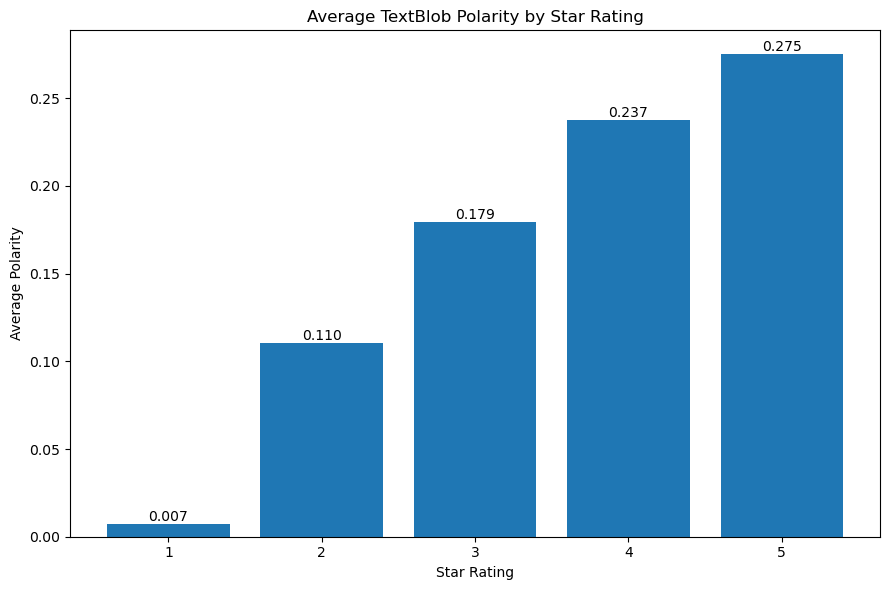 Average TextBlob Polarity by Star Rating
0.275
0.237
0.179
0.110
0.007
0.25
0.20
0.15
0.10
0.05
0.00
Average Polarity
1 2 3 4 5
Star Rating